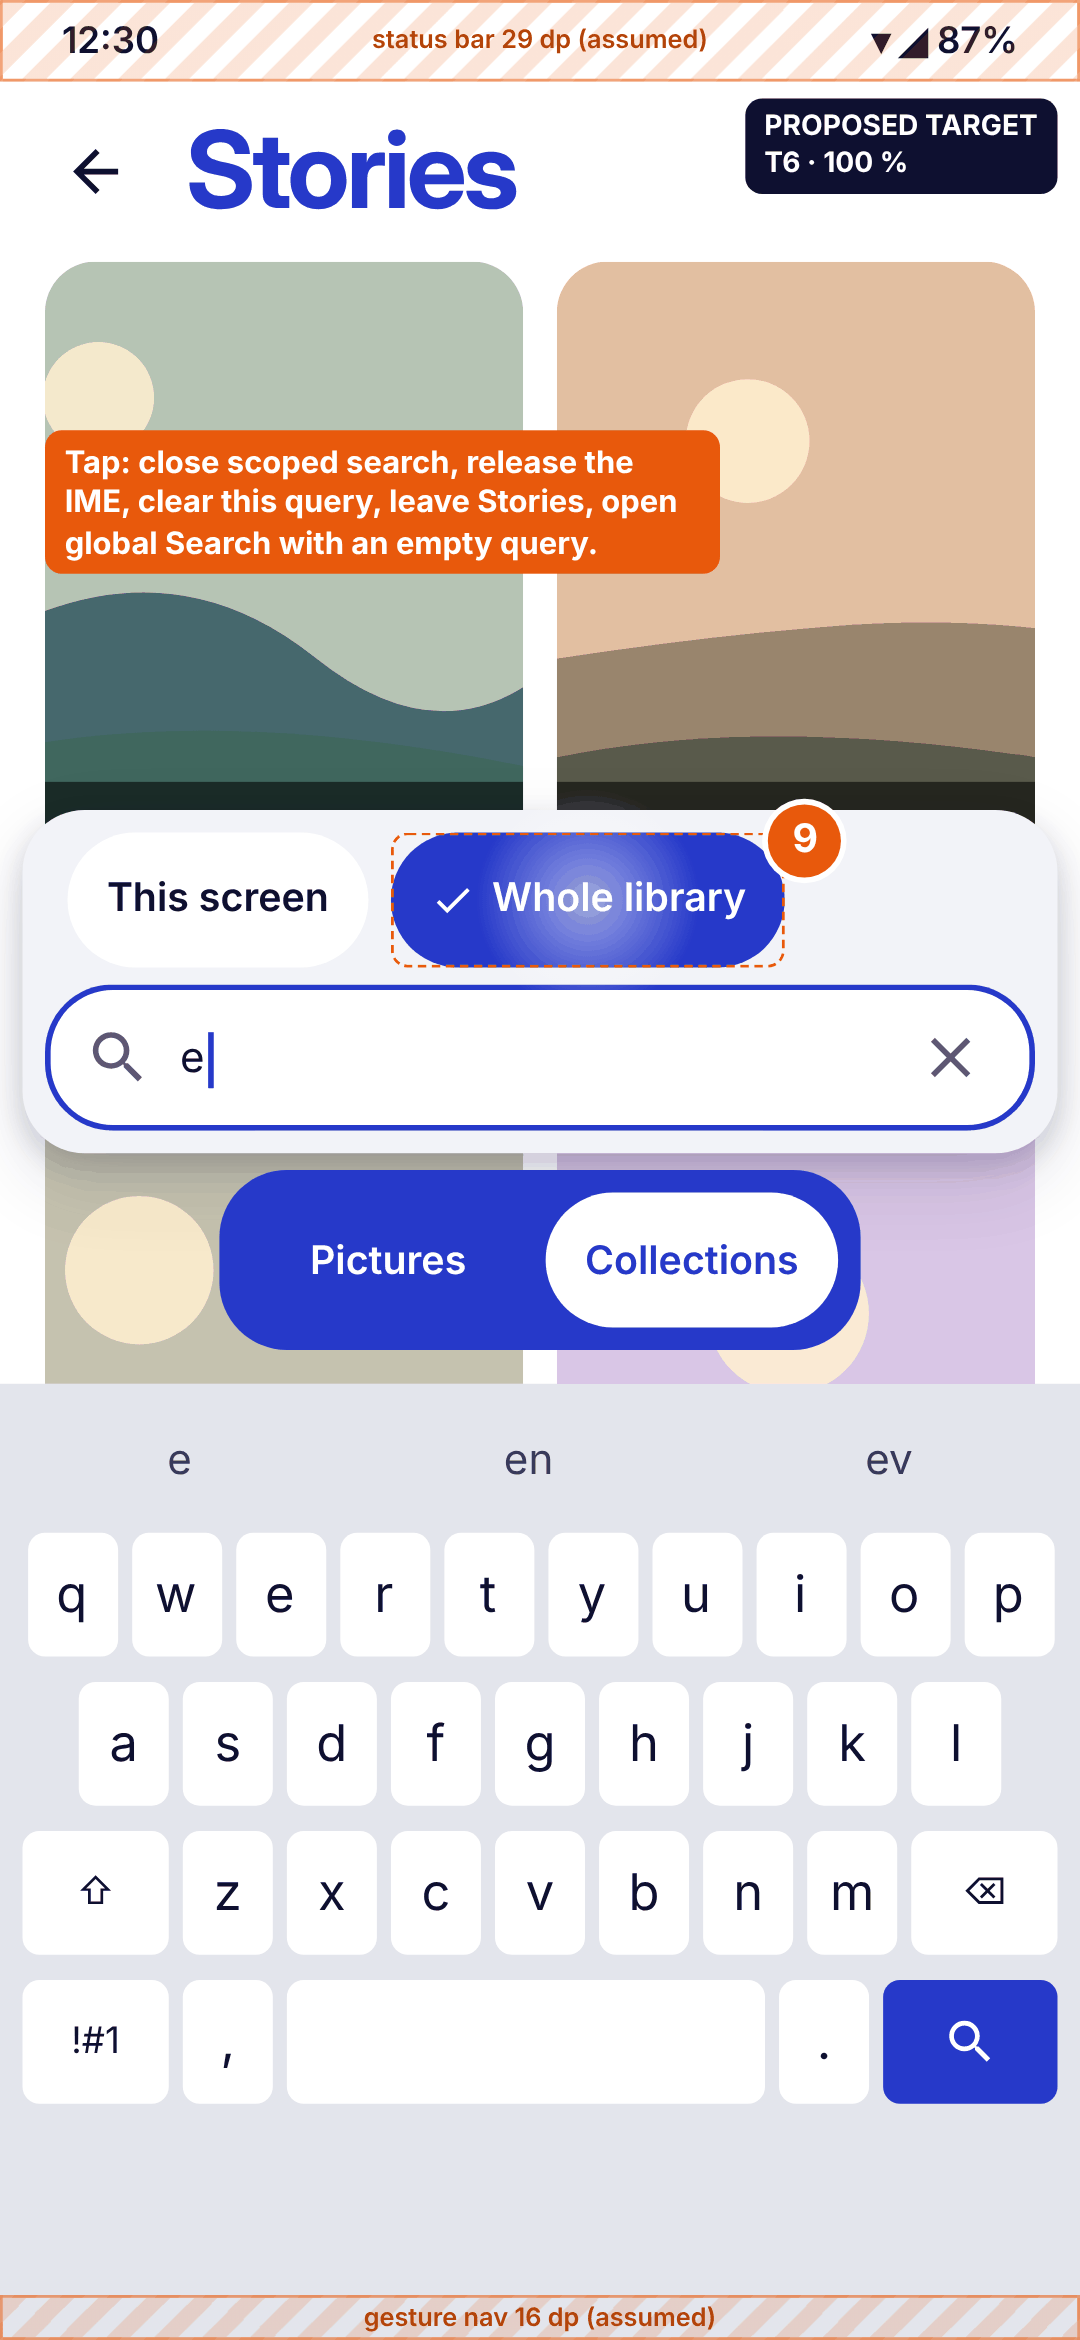 12:30
status bar 29 dp (assumed)
87%
Stories
PROPOSED TARGET
T6 · 100 %
Tap: close scoped search, release the
IME, clear this query, leave Stories, open
global Search with an empty query.
9
This screen
Whole library
e
Pictures
Collections
e en ev
q w e r t y u i o p
a s d f g h j k l
z x c v b n m
!#1 , .
gesture nav 16 dp (assumed)